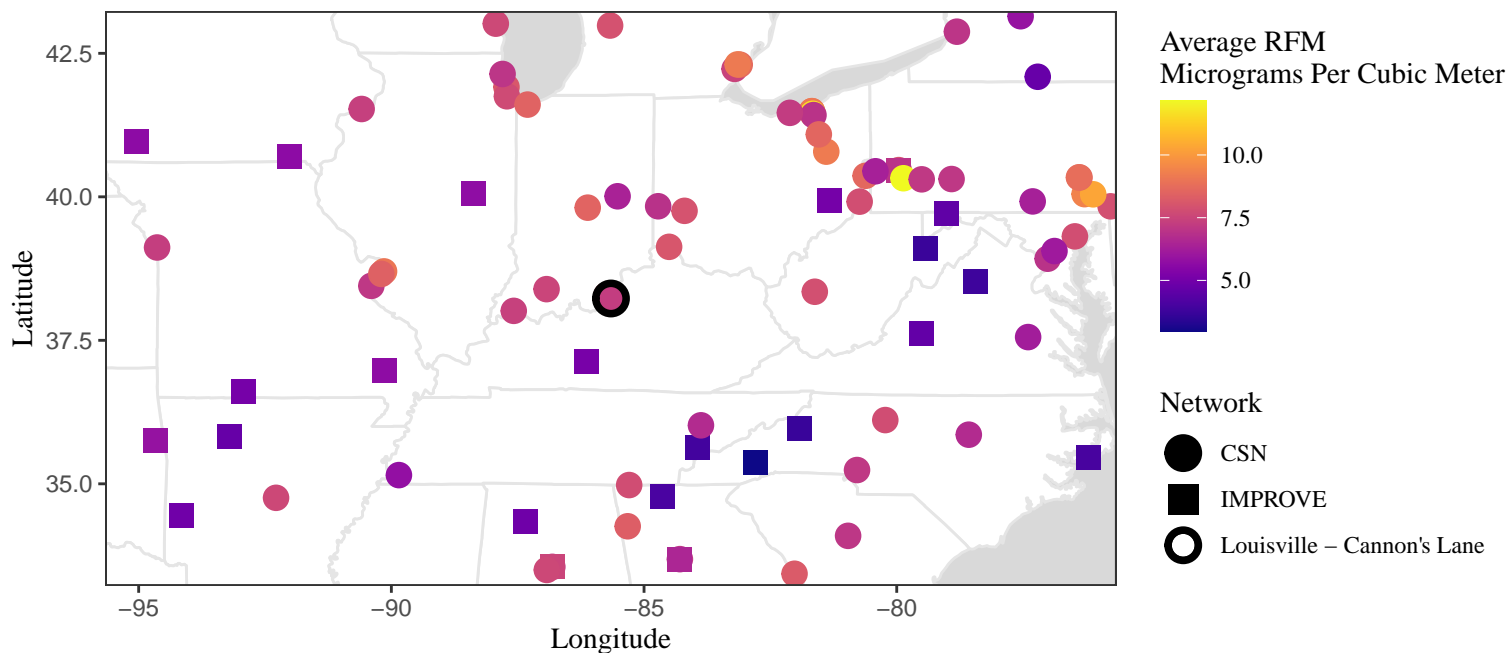 42.5
40.0
37.5
35.0
Latitude
−95
−90
−85
−80
Longitude
Average RFM
Micrograms Per Cubic Meter
10.0
7.5
5.0
Network
CSN
IMPROVE
Louisville – Cannon's Lane